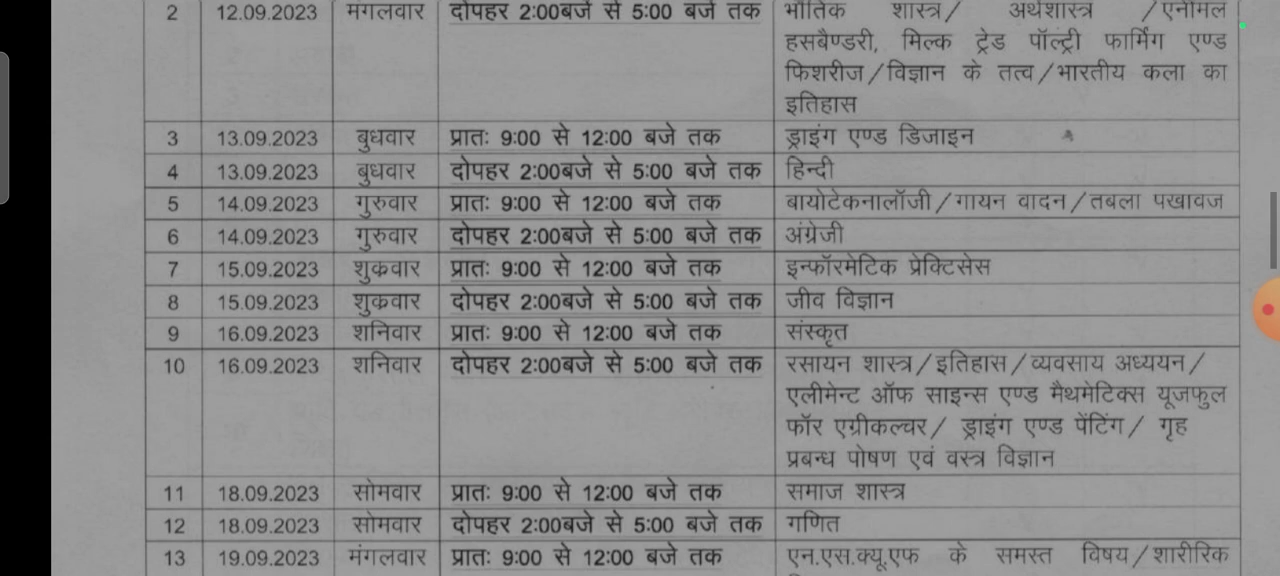 2 12.09.2023 मंगलवार दोपहर 2:00बजे से 5:00 बजे तक भौतिक शास्त्र/ अर्थशास्त्र /एनीमल
हसबैण्डरी, मिल्क ट्रेड पॉल्ट्री फार्मिंग एण्ड
फिशरीज/विज्ञान के तत्व/भारतीय कला का
इतिहास
3 13.09.2023 बुधवार प्रातः 9:00 से 12:00 बजे तक ड्राइंग एण्ड डिजाइन
4 13.09.2023 बुधवार दोपहर 2:00बजे से 5:00 बजे तक हिन्दी
5 14.09.2023 गुरुवार प्रातः 9:00 से 12:00 बजे तक बायोटेकनालॉजी/गायन वादन/तबला पखावज
6 14.09.2023 गुरुवार दोपहर 2:00बजे से 5:00 बजे तक अंग्रेजी
7 15.09.2023 शुक्रवार प्रातः 9:00 से 12:00 बजे तक इन्फॉरमेटिक प्रेक्टिसेस
8 15.09.2023 शुक्रवार दोपहर 2:00बजे से 5:00 बजे तक जीव विज्ञान
9 16.09.2023 शनिवार प्रातः 9:00 से 12:00 बजे तक संस्कृत
10 16.09.2023 शनिवार दोपहर 2:00बजे से 5:00 बजे तक रसायन शास्त्र/इतिहास/व्यवसाय अध्ययन/
एलीमेन्ट ऑफ साइन्स एण्ड मैथमेटिक्स यूजफुल
फॉर एग्रीकल्चर/ ड्राइंग एण्ड पेंटिंग/ गृह
प्रबन्ध पोषण एवं वस्त्र विज्ञान
11 18.09.2023 सोमवार प्रातः 9:00 से 12:00 बजे तक समाज शास्त्र
12 18.09.2023 सोमवार दोपहर 2:00बजे से 5:00 बजे तक गणित
13 19.09.2023 मंगलवार प्रातः 9:00 से 12:00 बजे तक एन.एस.क्यू.एफ के समस्त विषय/शारीरिक